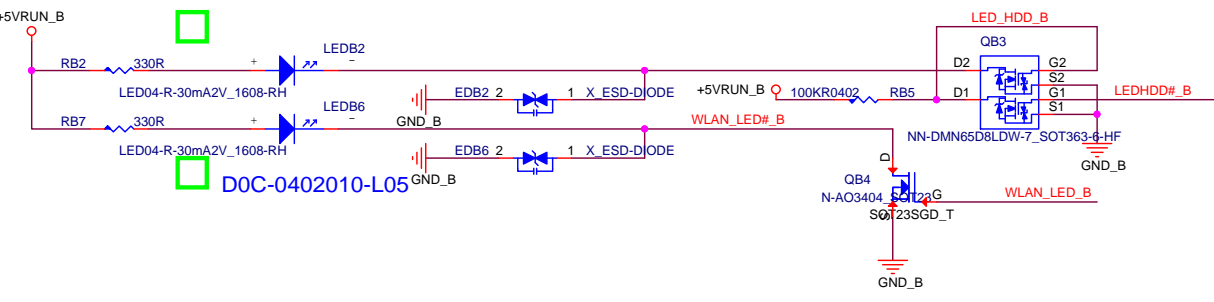 +5VRUN_B
LED_HDD_B
QB3
LEDB2
RB2
330R
+
-
D2
G2
LED04-R-30mA2V_1608-RH
S2
EDB2
2
1
X_ESD-DIODE
+5VRUN_B
100KR0402
RB5
D1
G1
LEDHDD#_B
LEDB6
S1
GND_B
RB7
330R
+
-
WLAN_LED#_B
NN-DMN65D8LDW-7_SOT363-6-HF
LED04-R-30mA2V_1608-RH
EDB6
2
1
X_ESD-DIODE
GND_B
D
GND_B
D0C-0402010-L05
QB4
N-AO3404_SOT23
G
WLAN_LED_B
S
SOT23SGD_T
GND_B